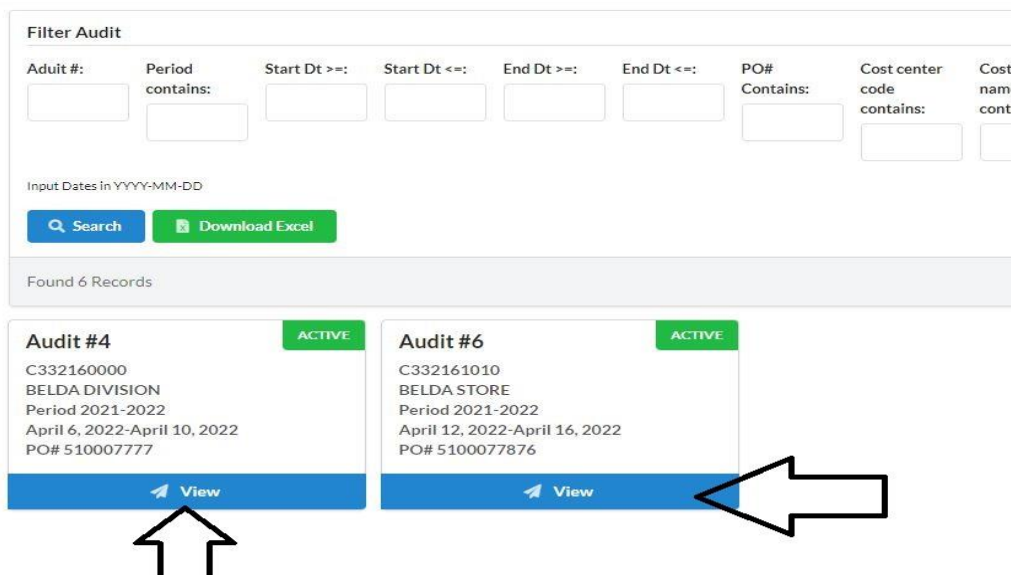 Filter Audit
Aduit #:
Period
contains:
Start Dt >=:
Start Dt <=:
End Dt >=:
End Dt <=:
PO#
Contains:
Cost center
code
contains:
Cost
Input Dates in YYYY-MM-DD
Search
Download Excel
Found 6 Records
Audit #4
ACTIVE
C332160000
BELDA DIVISION
Period 2021-2022
April 6, 2022-April 10, 2022
PO# 510007777
View
Audit #6
ACTIVE
C332161010
BELDA STORE
Period 2021-2022
April 12, 2022-April 16, 2022
PO# 5100077876
View